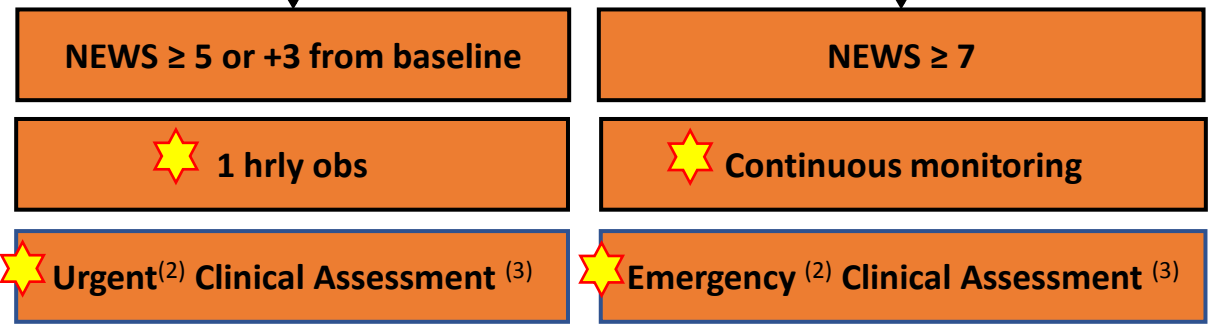 NEWS ≥ 5 or +3 from baseline
NEWS ≥ 7
1 hrly obs
Continuous monitoring
Urgent(2) Clinical Assessment (3)
Emergency (2) Clinical Assessment (3)